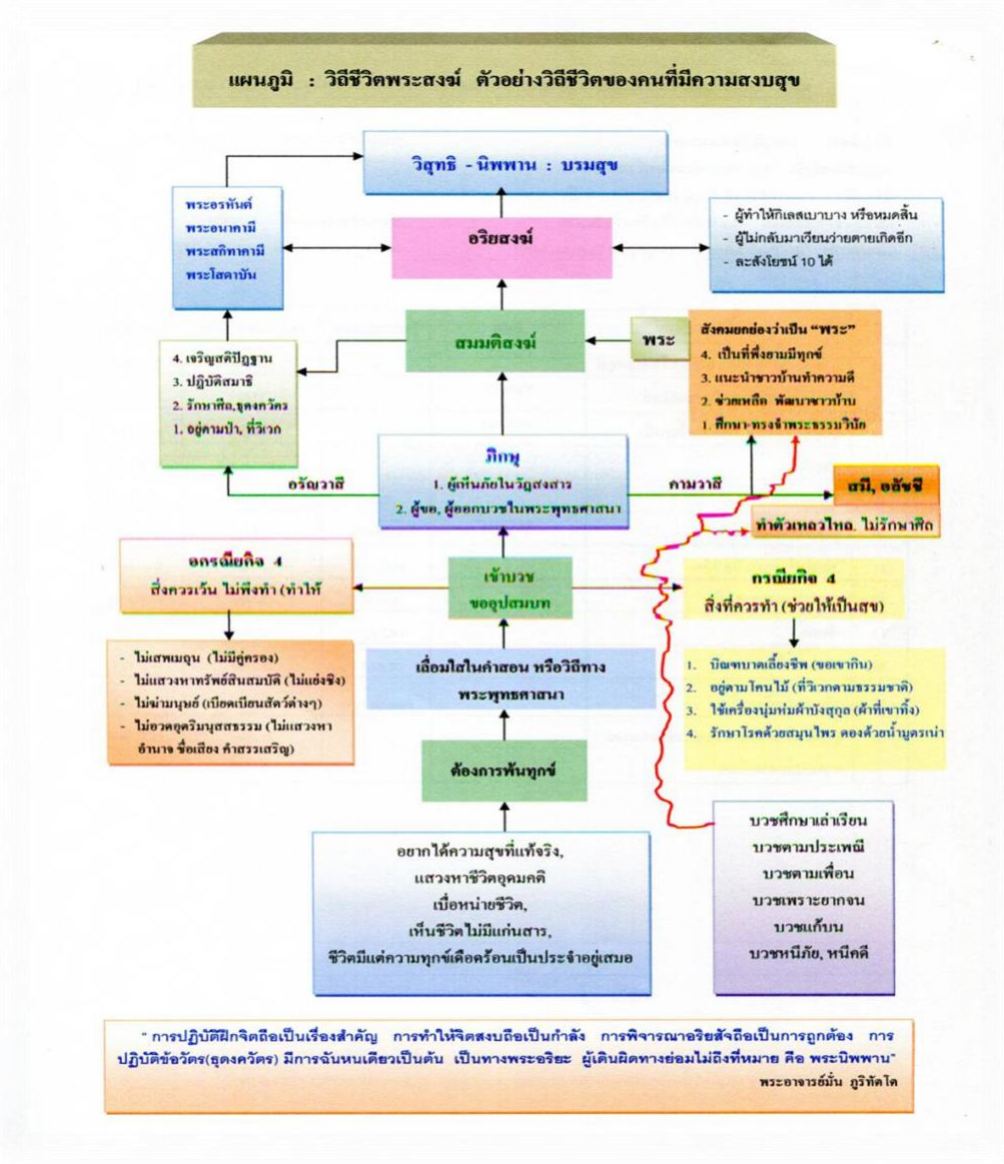 แผนภูมิ : วิถีชีวิตพระสงฆ์ ตัวอย่างวิถีชีวิตของคนที่มีความสงบสุข
วิสุทธิ - นิพพาน : บรมสุข
พระอรหันต์
พระอนาคามี
พระสกิทาคามี
พระโสดาบัน
อริยสงฆ์
- ผู้ทำให้กิเลสเบาบาง หรือหมดสิ้น
- ผู้ไม่กลับมาเวียนว่ายตายเกิดอีก
- ละสังโยชน์ 10 ได้
สมมติสงฆ์
พระ
สังคมยกย่องว่าเป็น “พระ”
4. เป็นที่พึ่งยามมีทุกข์
3. แนะนำชาวบ้านทำความดี
2. ช่วยเหลือ พัฒนาชาวบ้าน
1. ศึกษา-ทรงจำพระธรรมวินัย
4. เจริญสติปัฏฐาน
3. ปฏิบัติสมาธิ
2. รักษาศีล,ธุดงควัตร
1. อยู่ตามป่า, ที่วิเวก
อรัญวาสี
ภิกษุ
1. ผู้เห็นภัยในวัฏสงสาร
2. ผู้ขอ, ผู้ออกบวชในพระพุทธศาสนา
คามวาสี
สมี, อลัชชี
ทำตัวเหลวไหล. ไม่รักษาศีล
อกรณียกิจ 4
สิ่งควรเว้น ไม่พึงทำ (ทำให้
เข้าบวช
ขออุปสมบท
กรณียกิจ 4
สิ่งที่ควรทำ (ช่วยให้เป็นสุข)
- ไม่เสพเมถุน (ไม่มีคู่ครอง)
- ไม่แสวงหาทรัพย์สินสมบัติ (ไม่แย่งชิง)
- ไม่ฆ่ามนุษย์ (เบียดเบียนสัตว์ต่างๆ)
- ไม่อวดอุตริมนุสสธรรม (ไม่แสวงหา
อำนาจ ชื่อเสียง คำสรรเสริญ)
เลื่อมใสในคำสอน หรือวิถีทาง
พระพุทธศาสนา
1. บิณฑบาตเลี้ยงชีพ (ขอเขากิน)
2. อยู่ตามโคนไม้ (ที่วิเวกตามธรรมชาติ)
3. ใช้เครื่องนุ่มห่มผ้าบังสุกุล (ผ้าที่เขาทิ้ง)
4. รักษาโรคด้วยสมุนไพร ดองด้วยน้ำมูตรเน่า
ต้องการพ้นทุกข์
อยากได้ความสุขที่แท้จริง,
แสวงหาชีวิตอุดมคติ
เบื่อหน่ายชีวิต,
เห็นชีวิตไม่มีแก่นสาร,
ชีวิตมีแต่ความทุกข์เดือดร้อนเป็นประจำอยู่เสมอ
บวชศึกษาเล่าเรียน
บวชตามประเพณี
บวชตามเพื่อน
บวชเพราะยากจน
บวชแก้บน
บวชหนีภัย, หนีคดี
" การปฏิบัติฝึกจิตถือเป็นเรื่องสำคัญ การทำให้จิตสงบถือเป็นกำลัง การพิจารณาอริยสัจถือเป็นการถูกต้อง การ
ปฏิบัติข้อวัตร(ธุดงควัตร) มีการฉันหนเดียวเป็นต้น เป็นทางพระอริยะ ผู้เดินผิดทางย่อมไม่ถึงที่หมาย คือ พระนิพพาน"
พระอาจารย์มั่น ภูริทัตโต